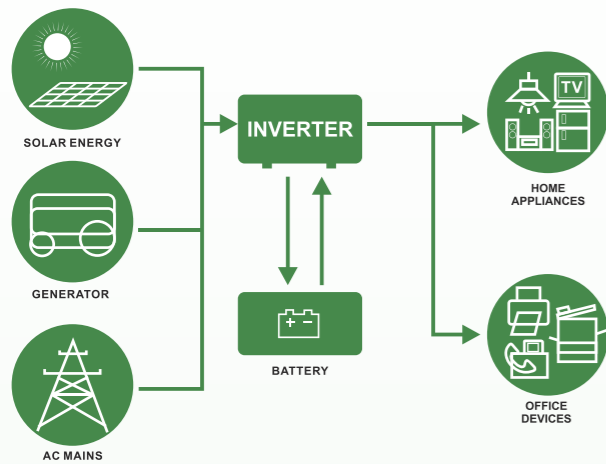 SOLAR ENERGY
GENERATOR
AC MAINS
INVERTER
+ −
BATTERY
TV
HOME
APPLIANCES
OFFICE
DEVICES